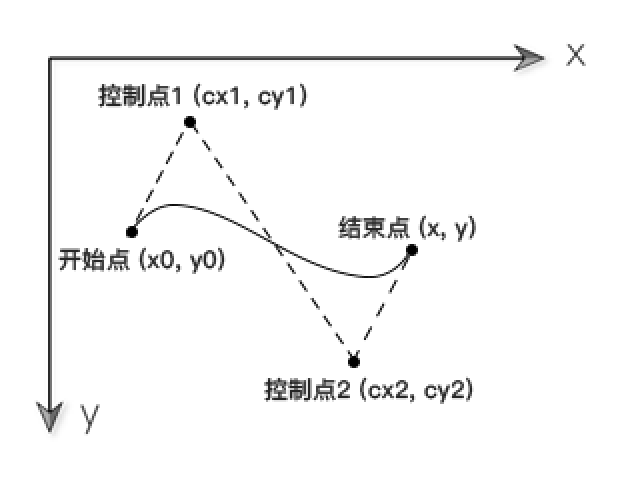 x
控制点1 (cx1, cy1)
结束点 (x, y)
开始点 (x0, y0)
控制点2 (cx2, cy2)
y